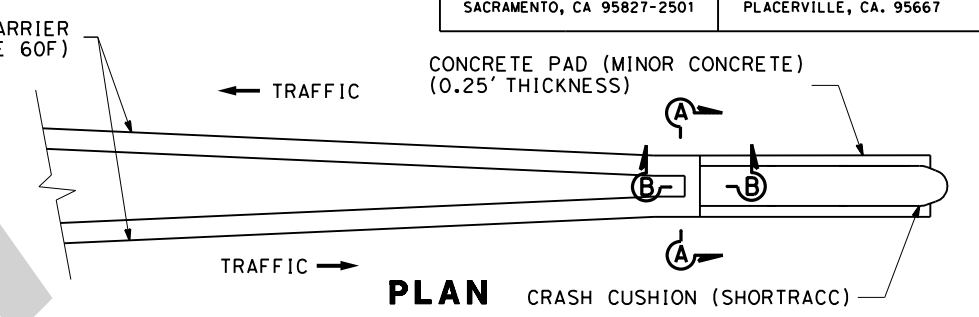 SACRAMENTO, CA 95827-2501
PLACERVILLE, CA. 95667
60F)
CONCRETE PAD (MINOR CONCRETE)
(0.25' THICKNESS)
TRAFFIC
A
B
B
A
TRAFFIC
PLAN
CRASH CUSHION (SHORTRACC)